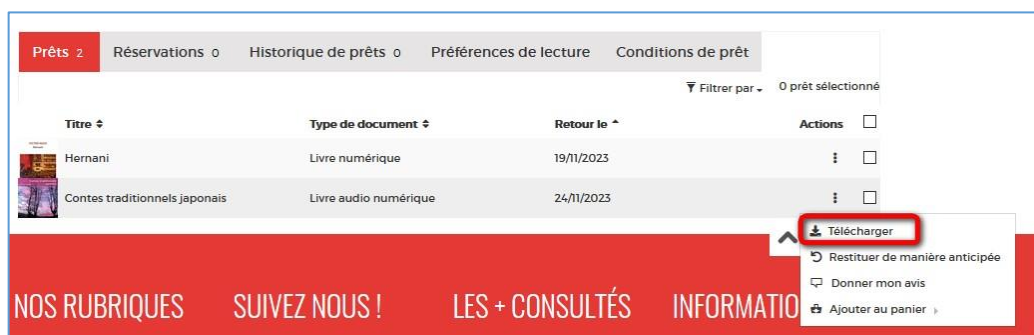 Prêts 2 Réservations 0 Historique de prêts 0 Préférences de lecture Conditions de prêt
Filtrer par 0 prêt sélectionné
Titre Type de document Retour le Actions
Hernani Livre numérique 19/11/2023
Contes traditionnels japonais Livre audio numérique 24/11/2023
Télécharger
Restituer de manière anticipée
Donner mon avis
Ajouter au panier
NOS RUBRIQUES SUIVEZ NOUS ! LES + CONSULTÉS INFORMATIO